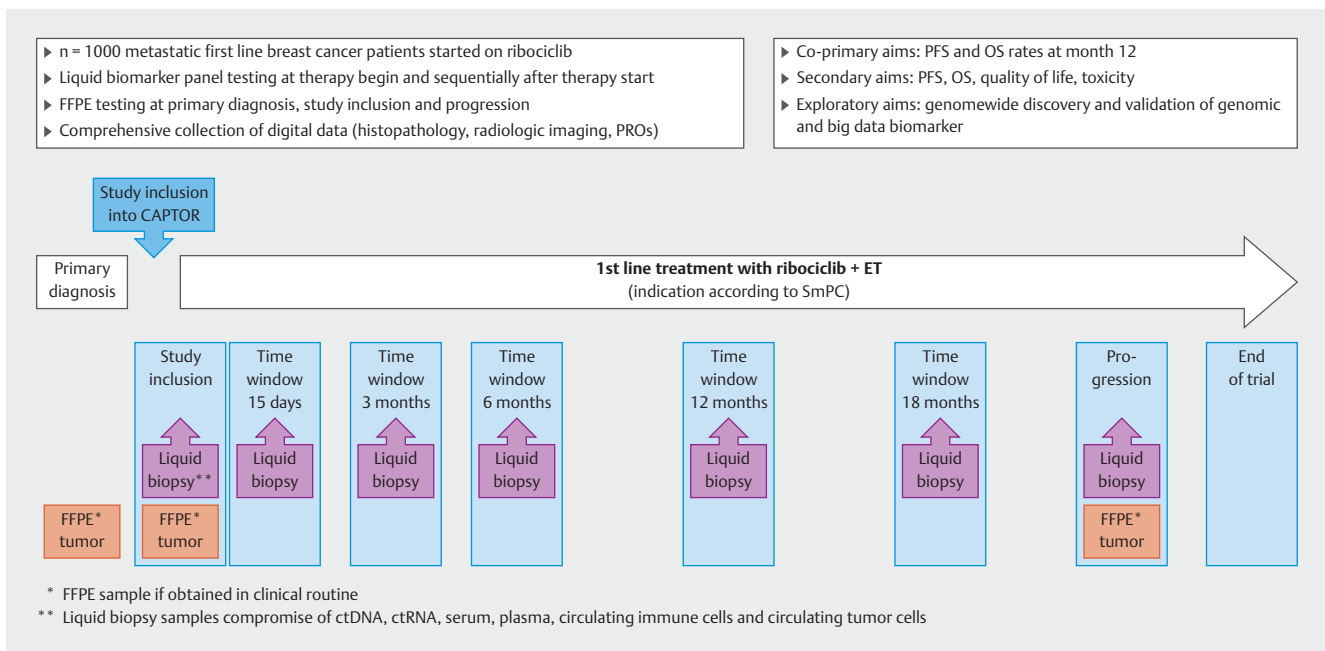 ▶ n = 1000 metastatic first line breast cancer patients started on ribociclib
▶ Liquid biomarker panel testing at therapy begin and sequentially after therapy start
▶ FFPE testing at primary diagnosis, study inclusion and progression
▶ Comprehensive collection of digital data (histopathology, radiologic imaging, PROs)
▶ Co-primary aims: PFS and OS rates at month 12
▶ Secondary aims: PFS, OS, quality of life, toxicity
▶ Exploratory aims: genomewide discovery and validation of genomic
and big data biomarker
Study inclusion
into CAPTOR
Primary
diagnosis
1st line treatment with ribociclib + ET
(indication according to SmPC)
Study
inclusion
Time
window
15 days
Time
window
3 months
Time
window
6 months
Time
window
12 months
Time
window
18 months
Pro-
gression
End
of trial
Liquid
biopsy**
Liquid
biopsy
Liquid
biopsy
Liquid
biopsy
Liquid
biopsy
Liquid
biopsy
Liquid
biopsy
FFPE*
tumor
FFPE*
tumor
FFPE*
tumor
* FFPE sample if obtained in clinical routine
** Liquid biopsy samples compromise of ctDNA, ctRNA, serum, plasma, circulating immune cells and circulating tumor cells